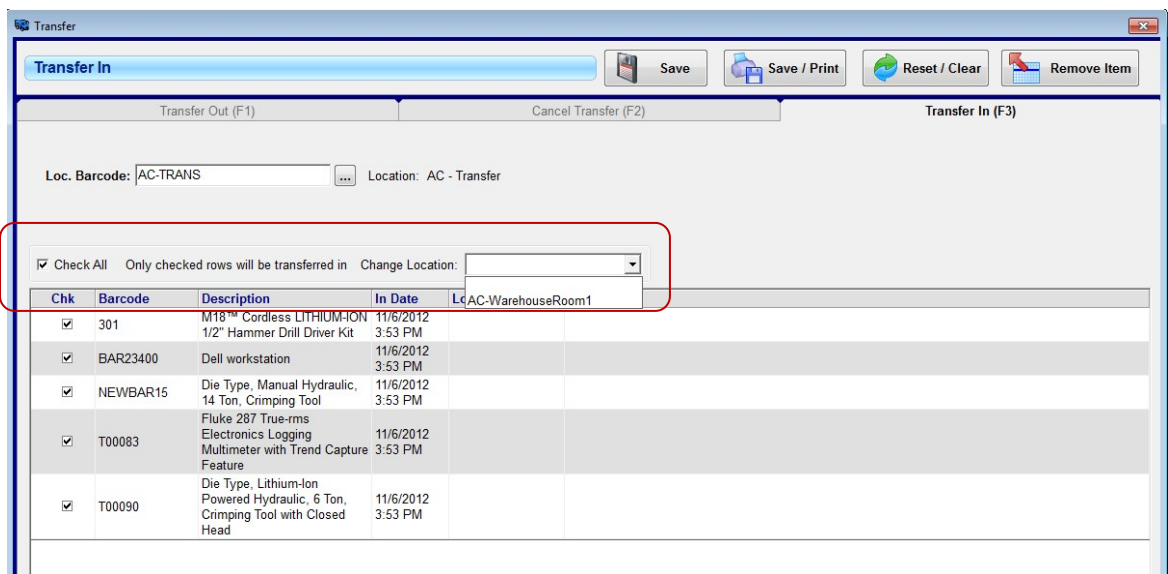 Transfer
Transfer In
Save
Save / Print
Reset / Clear
Remove Item
Transfer Out (F1)
Cancel Transfer (F2)
Transfer In (F3)
Loc. Barcode: AC-TRANS ... Location: AC - Transfer
Check All Only checked rows will be transferred in Change Location:
AC-WarehouseRoom1
Chk Barcode Description In Date
301 M18™ Cordless LITHIUM-ION 11/6/2012
1/2" Hammer Drill Driver Kit 3:53 PM
BAR23400 Dell workstation 11/6/2012
3:53 PM
NEWBAR15 Die Type, Manual Hydraulic, 11/6/2012
14 Ton, Crimping Tool 3:53 PM
T00083 Fluke 287 True-rms
Electronics Logging 11/6/2012
Multimeter with Trend Capture 3:53 PM
Feature
T00090 Die Type, Lithium-Ion
Powered Hydraulic, 6 Ton, 11/6/2012
Crimping Tool with Closed 3:53 PM
Head